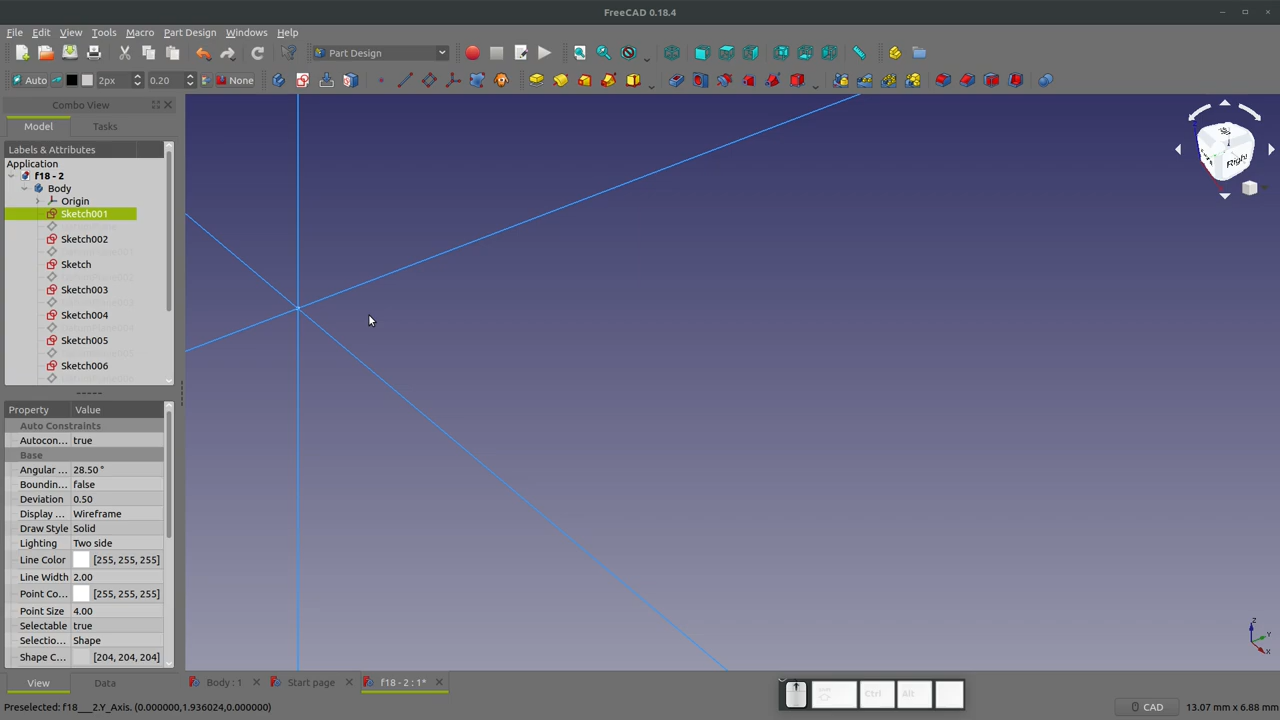 FreeCAD 0.18.4
File Edit View Tools Macro Part Design Windows Help
Part Design
Auto 2px 0.20 None
Combo View
Model Tasks
Labels & Attributes
Application
f18 - 2
Body
Origin
Sketch001
Sketch002
Sketch
Sketch003
Sketch004
Sketch005
Sketch006
Property Value
Auto Constraints
Autocon... true
Base
Angular ... 28.50 °
Boundin... false
Deviation 0.50
Display ... Wireframe
Draw Style Solid
Lighting Two side
Line Color [255, 255, 255]
Line Width 2.00
Point Co... [255, 255, 255]
Point Size 4.00
Selectable true
Selectio... Shape
Shape C... [204, 204, 204]
View Data
Body : 1 Start page f18 - 2 : 1*
Right
Z
Y
X
Ctrl Alt
Preselected: f18___2.Y_Axis. (0.000000,1.936024,0.000000)
CAD 13.07 mm x 6.88 mm